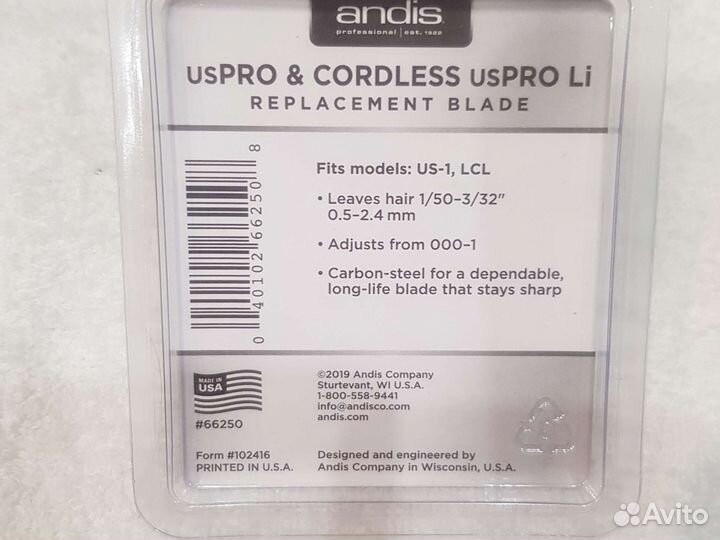 andis
professional | est. 1922
usPRO & CORDLESS usPRO Li
REPLACEMENT BLADE
0 40102 66250 8
Fits models: US-1, LCL
• Leaves hair 1/50–3/32"
0.5–2.4 mm
• Adjusts from 000–1
• Carbon-steel for a dependable,
long-life blade that stays sharp
MADE IN
USA
#66250
©2019 Andis Company
Sturtevant, WI U.S.A.
1-800-558-9441
info@andisco.com
andis.com
Form #102416
PRINTED IN U.S.A.
Designed and engineered by
Andis Company in Wisconsin, U.S.A.
Avito